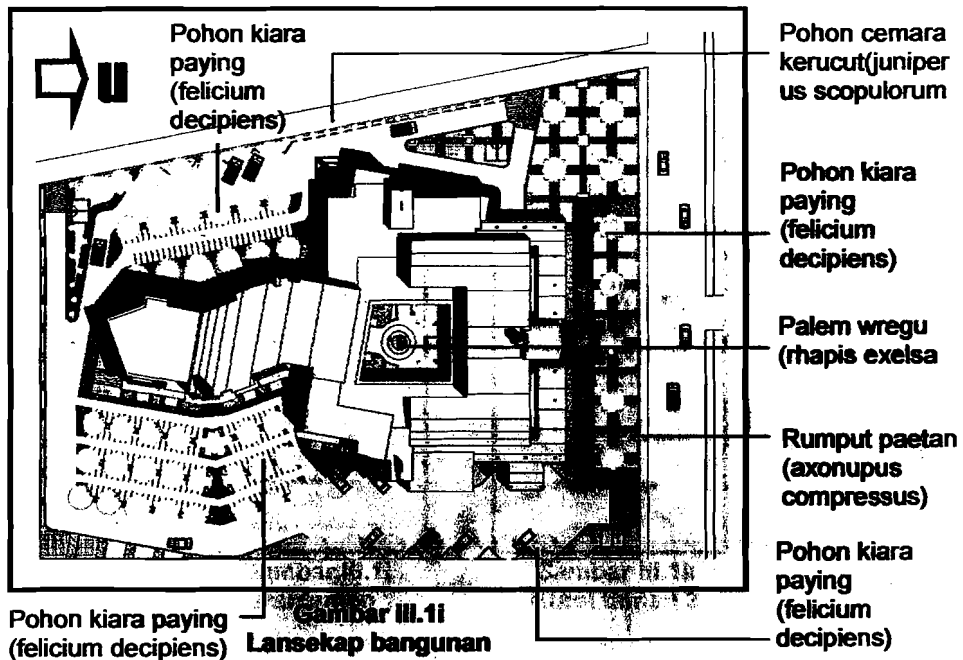 Pohon kiara
paying
(felicium
decipiens)
U
Pohon cemara
kerucut(juniper
us scopulorum
Pohon kiara
paying
(felicium
decipiens)
Palem wregu
(rhapis exelsa
Rumput paetan
(axonupus
compressus)
Pohon kiara
paying
(felicium
decipiens)
Pohon kiara paying
(felicium decipiens)
Gambar III.1i
Lansekap bangunan